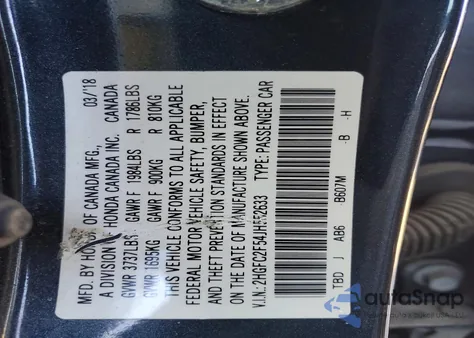 MFD. BY HONDA OF CANADA MFG., 03/18
A DIVISION OF HONDA CANADA INC. CANADA
GVWR 3737LBS GAWR F 1984LBS R 1786LBS
GVWR 1695KG GAWR F 900KG R 810KG
THIS VEHICLE CONFORMS TO ALL APPLICABLE
FEDERAL MOTOR VEHICLE SAFETY, BUMPER,
AND THEFT PREVENTION STANDARDS IN EFFECT
ON THE DATE OF MANUFACTURE SHOWN ABOVE.
V.I.N.: 2HGFC2F54JH552633 TYPE: PASSENGER CAR
TBD J AB6 B607M -B -H
autoSnap